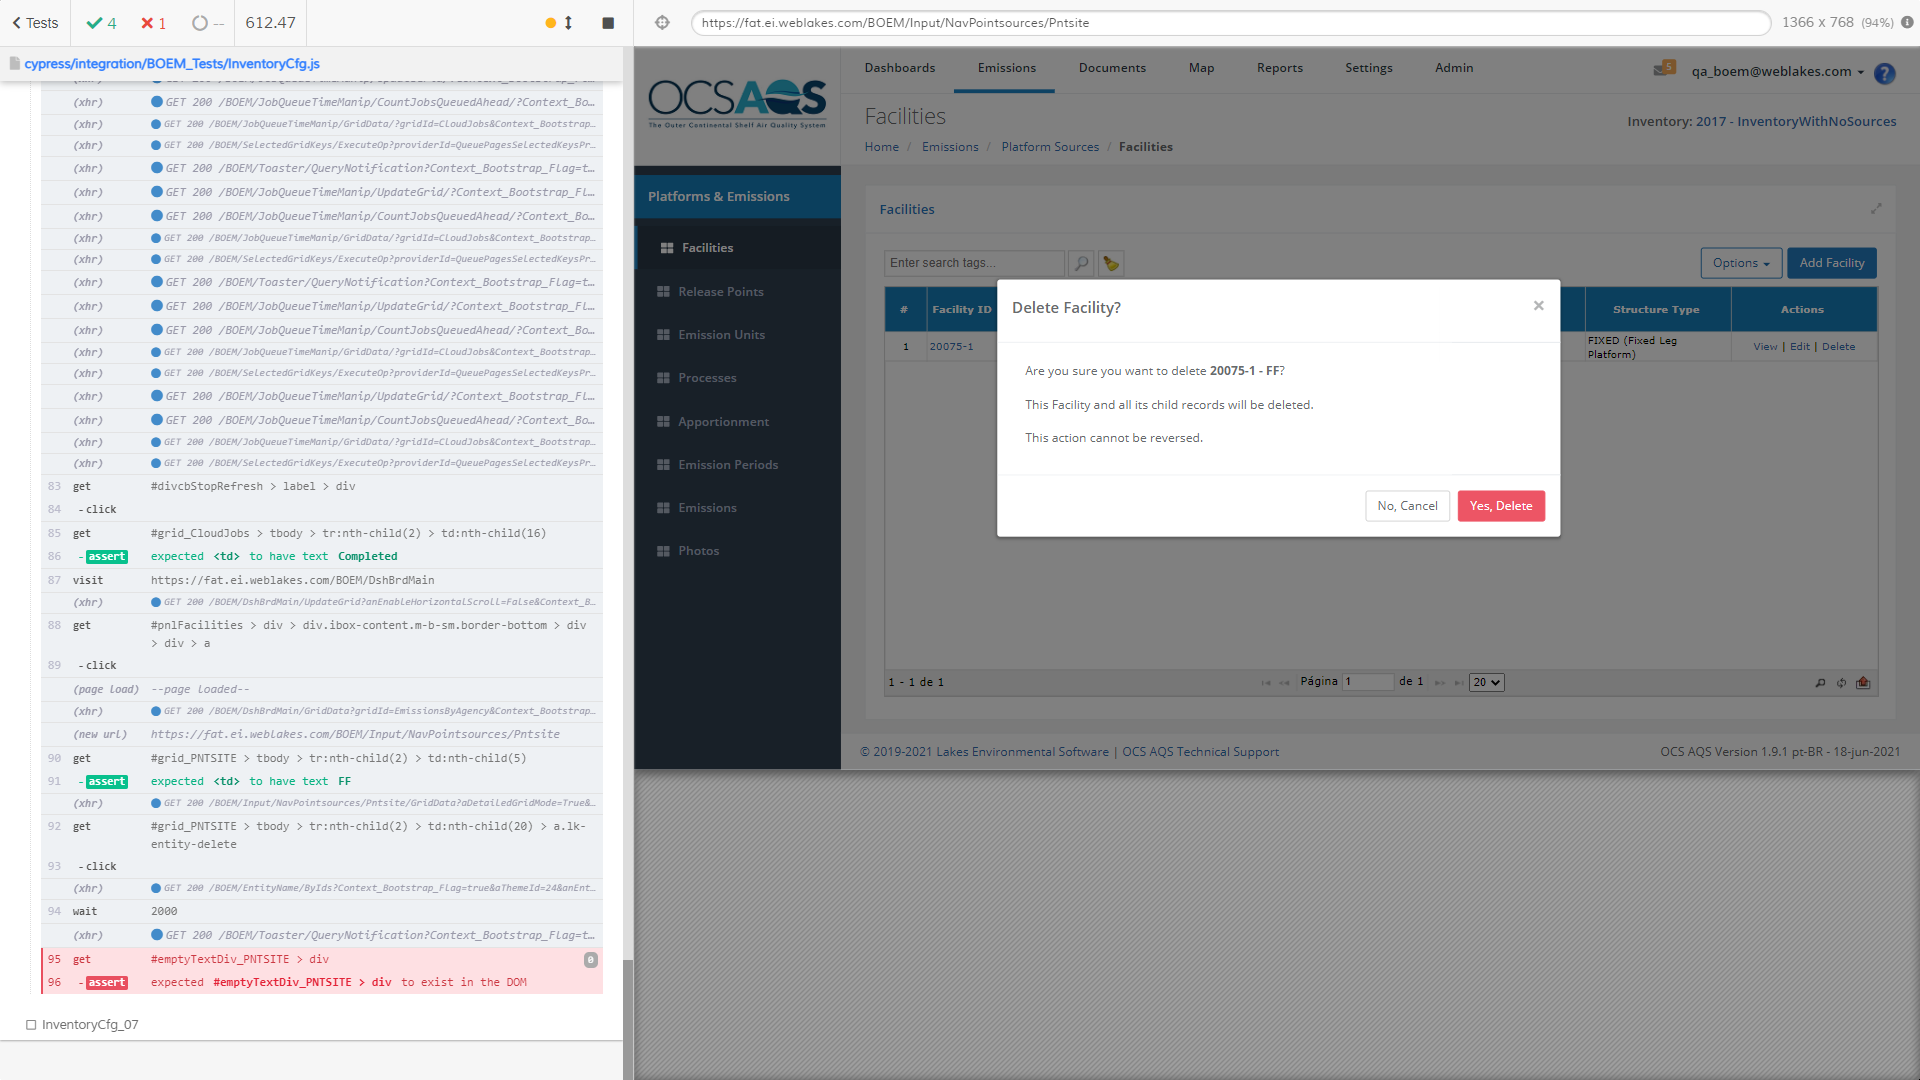 Tests
4
1
--
612.47
cypress/integration/BOEM_Tests/InventoryCfg.js
(xhr) GET 200 /BOEM/JobQueueTimeManip/CountJobsQueuedAhead/?Context_Bo...
(xhr) GET 200 /BOEM/JobQueueTimeManip/GridData/?gridId=CloudJobs&Context_Bootstrap...
(xhr) GET 200 /BOEM/SelectedGridKeys/ExecuteOp?providerId=QueuePagesSelectedKeysPr...
(xhr) GET 200 /BOEM/Toaster/QueryNotification?Context_Bootstrap_Flag=t...
(xhr) GET 200 /BOEM/JobQueueTimeManip/UpdateGrid/?Context_Bootstrap_Fl...
(xhr) GET 200 /BOEM/JobQueueTimeManip/CountJobsQueuedAhead/?Context_Bo...
(xhr) GET 200 /BOEM/JobQueueTimeManip/GridData/?gridId=CloudJobs&Context_Bootstrap...
(xhr) GET 200 /BOEM/SelectedGridKeys/ExecuteOp?providerId=QueuePagesSelectedKeysPr...
(xhr) GET 200 /BOEM/Toaster/QueryNotification?Context_Bootstrap_Flag=t...
(xhr) GET 200 /BOEM/JobQueueTimeManip/UpdateGrid/?Context_Bootstrap_Fl...
(xhr) GET 200 /BOEM/JobQueueTimeManip/CountJobsQueuedAhead/?Context_Bo...
(xhr) GET 200 /BOEM/JobQueueTimeManip/GridData/?gridId=CloudJobs&Context_Bootstrap...
(xhr) GET 200 /BOEM/SelectedGridKeys/ExecuteOp?providerId=QueuePagesSelectedKeysPr...
(xhr) GET 200 /BOEM/JobQueueTimeManip/UpdateGrid/?Context_Bootstrap_Fl...
(xhr) GET 200 /BOEM/JobQueueTimeManip/CountJobsQueuedAhead/?Context_Bo...
(xhr) GET 200 /BOEM/JobQueueTimeManip/GridData/?gridId=CloudJobs&Context_Bootstrap...
(xhr) GET 200 /BOEM/SelectedGridKeys/ExecuteOp?providerId=QueuePagesSelectedKeysPr...
83 get #divcbStopRefresh > label > div
84 -click
85 get #grid_CloudJobs > tbody > tr:nth-child(2) > td:nth-child(16)
86 -assert expected <td> to have text Completed
87 visit https://fat.ei.weblakes.com/BOEM/DshBrdMain
(xhr) GET 200 /BOEM/DshBrdMain/UpdateGrid?anEnableHorizontalScroll=False&Context_B...
88 get #pnlFacilities > div > div.ibox-content.m-b-sm.border-bottom > div
> div > a
89 -click
(page load) --page loaded--
(xhr) GET 200 /BOEM/DshBrdMain/GridData?gridId=EmissionsByAgency&Context_Bootstrap...
(new url) https://fat.ei.weblakes.com/BOEM/Input/NavPointsources/Pntsite
90 get #grid_PNTSITE > tbody > tr:nth-child(2) > td:nth-child(5)
91 -assert expected <td> to have text FF
(xhr) GET 200 /BOEM/Input/NavPointsources/Pntsite/GridData?aDetailedGridMode=True&...
92 get #grid_PNTSITE > tbody > tr:nth-child(2) > td:nth-child(20) > a.lk-
entity-delete
93 -click
(xhr) GET 200 /BOEM/EntityName/ByIds?Context_Bootstrap_Flag=true&aThemeId=24&anEnt...
94 wait 2000
(xhr) GET 200 /BOEM/Toaster/QueryNotification?Context_Bootstrap_Flag=t...
95 get #emptyTextDiv_PNTSITE > div 0
96 -assert expected #emptyTextDiv_PNTSITE > div to exist in the DOM
InventoryCfg_07
https://fat.ei.weblakes.com/BOEM/Input/NavPointsources/Pntsite
1366 x 768 (94%)
OCSAQS
The Outer Continental Shelf Air Quality System
Dashboards Emissions Documents Map Reports Settings Admin
5
qa_boem@weblakes.com
?
Facilities
Inventory: 2017 - InventoryWithNoSources
Home / Emissions / Platform Sources / Facilities
Platforms & Emissions
Facilities
Release Points
Emission Units
Processes
Apportionment
Emission Periods
Emissions
Photos
Facilities
Enter search tags...
Options
Add Facility
# Facility ID Structure Type Actions
1 20075-1 FIXED (Fixed Leg
Platform) View | Edit | Delete
Delete Facility?
×
Are you sure you want to delete 20075-1 - FF?
This Facility and all its child records will be deleted.
This action cannot be reversed.
No, Cancel
Yes, Delete
1 - 1 de 1
Página 1 de 1
20
© 2019-2021 Lakes Environmental Software | OCS AQS Technical Support
OCS AQS Version 1.9.1 pt-BR - 18-jun-2021